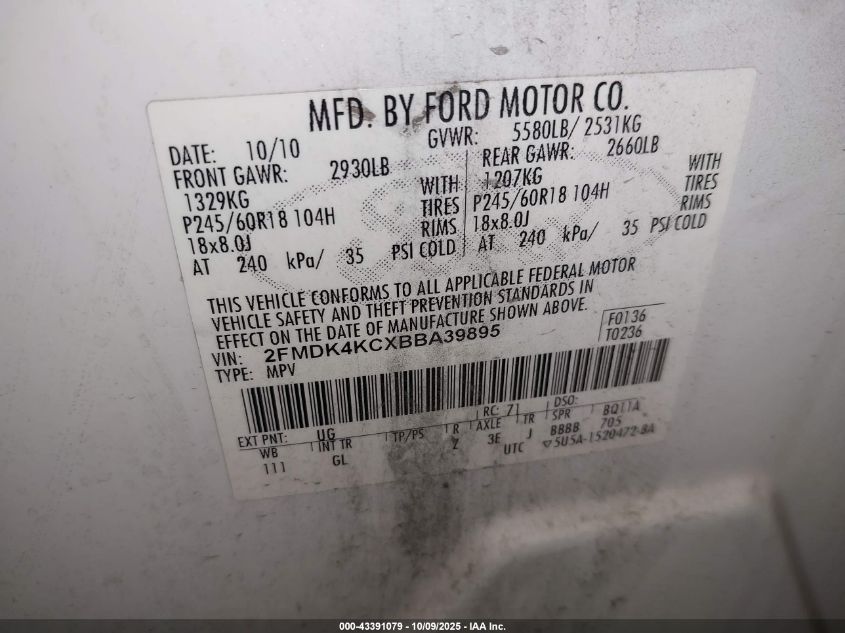 MFD. BY FORD MOTOR CO.
DATE: 10/10 GVWR: 5580LB/ 2531KG
FRONT GAWR: 2930LB REAR GAWR: 2660LB
1329KG WITH 1207KG WITH
P245/60R18 104H TIRES P245/60R18 104H TIRES
18x8.0J RIMS 18x8.0J RIMS
AT 240 kPa/ 35 PSI COLD AT 240 kPa/ 35 PSI COLD
THIS VEHICLE CONFORMS TO ALL APPLICABLE FEDERAL MOTOR
VEHICLE SAFETY AND THEFT PREVENTION STANDARDS IN
EFFECT ON THE DATE OF MANUFACTURE SHOWN ABOVE.
VIN: 2FMDK4KCXBBA39895 F0136
TYPE: MPV T0236
EXT PNT: UG RC: 71 DSO:
WB INT TR TP/PS R AXLE TR SPR BQ11A
111 GL Z 3E J BBBB 705
UTC 5U5A-1520472-BA
000-43391079 - 10/09/2025 - IAA Inc.